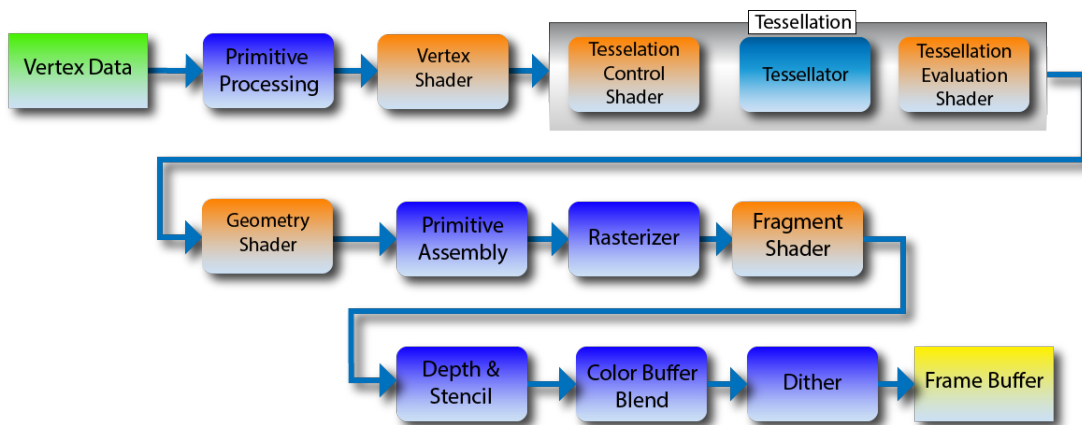 Tessellation
Vertex Data
Primitive
Processing
Vertex
Shader
Tesselation
Control
Shader
Tessellator
Tessellation
Evaluation
Shader
Geometry
Shader
Primitive
Assembly
Rasterizer
Fragment
Shader
Depth &
Stencil
Color Buffer
Blend
Dither
Frame Buffer